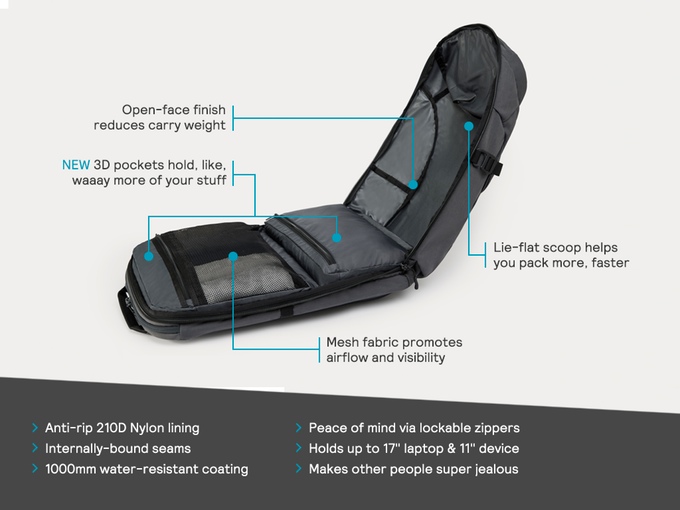 Open-face finish
reduces carry weight
NEW 3D pockets hold, like,
waaay more of your stuff
Lie-flat scoop helps
you pack more, faster
Mesh fabric promotes
airflow and visibility
Anti-rip 210D Nylon lining
Internally-bound seams
1000mm water-resistant coating
Peace of mind via lockable zippers
Holds up to 17" laptop & 11" device
Makes other people super jealous